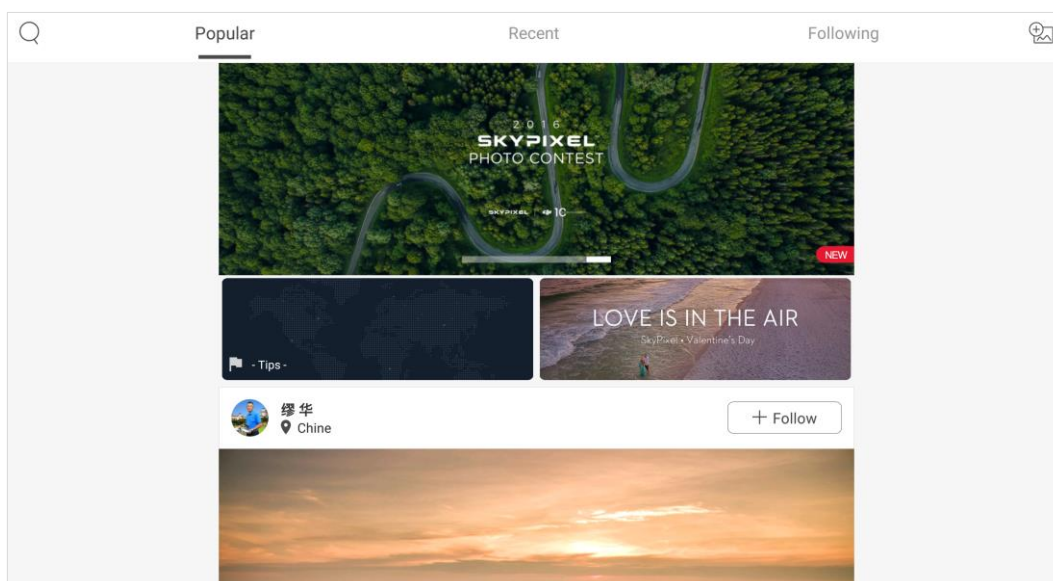 Popular
Recent
Following
2016
SKYPIXEL
PHOTO CONTEST
SKYPIXEL 10
NEW
- Tips -
LOVE IS IN THE AIR
SkyPixel • Valentine's Day
缪 华
Chine
+ Follow